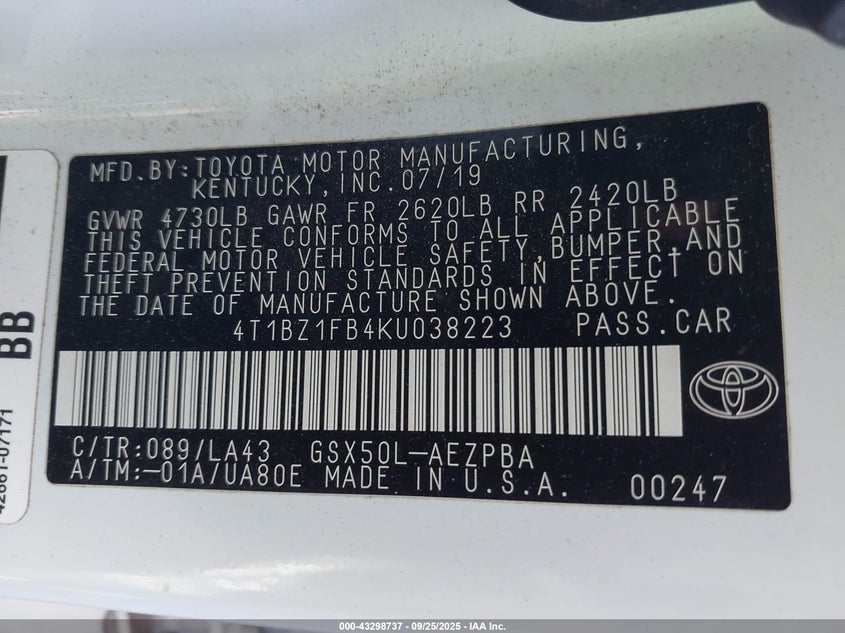 MFD.BY:TOYOTA MOTOR MANUFACTURING,
KENTUCKY,INC.07/19
GVWR 4730LB GAWR FR 2620LB RR 2420LB
THIS VEHICLE CONFORMS TO ALL APPLICABLE
FEDERAL MOTOR VEHICLE SAFETY,BUMPER,AND
THEFT PREVENTION STANDARDS IN EFFECT ON
THE DATE OF MANUFACTURE SHOWN ABOVE.
4T1BZ1FB4KU038223 PASS.CAR
C/TR:089/LA43 GSX50L-AEZPBA
A/TM:-01A/UA80E MADE IN U.S.A. 00247
BB
42661-07171
000-43298737 - 09/25/2025 - IAA Inc.